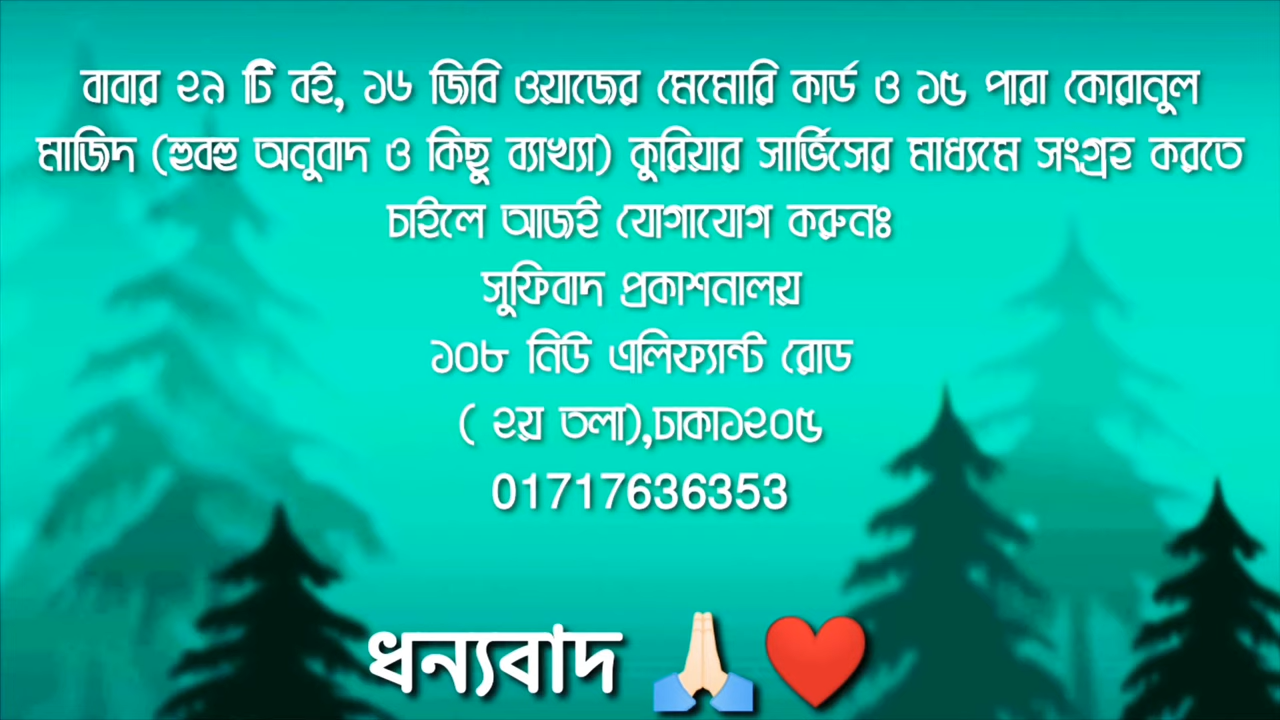 বাবার ২৯ টি বই, ১৬ জিবি ওয়াজের মেমোরি কার্ড ও ১৫ পারা কোরানুল
মাজিদ (হুবহু অনুবাদ ও কিছু ব্যাখ্যা) কুরিয়ার সার্ভিসের মাধ্যমে সংগ্রহ করতে
চাইলে আজই যোগাযোগ করুনঃ
সুফিবাদ প্রকাশনালয়
১০৮ নিউ এলিফ্যান্ট রোড
( ২য় তলা),ঢাকা১২০৫
01717636353
ধন্যবাদ 🙏🏻❤️